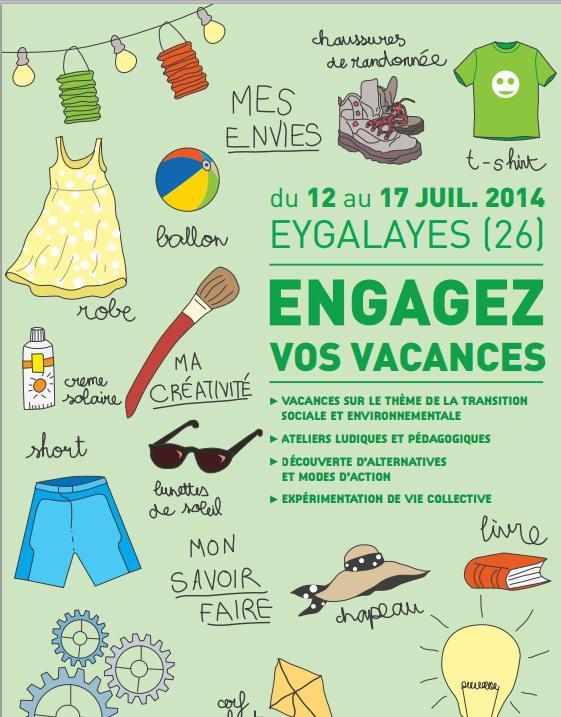 chaussures
de randonnée
MES
ENVIES
t-shirt
du 12 au 17 JUIL. 2014
EYGALAYES (26)
ballon
ENGAGEZ
VOS VACANCES
robe
MA
CRÉATIVITÉ
creme
solaire
▶ VACANCES SUR LE THÈME DE LA TRANSITION
SOCIALE ET ENVIRONNEMENTALE
▶ ATELIERS LUDIQUES ET PÉDAGOGIQUES
▶ DÉCOUVERTE D'ALTERNATIVES
ET MODES D'ACTION
▶ EXPÉRIMENTATION DE VIE COLLECTIVE
short
lunettes
de soleil
livre
MON
SAVOIR
FAIRE
chapeau